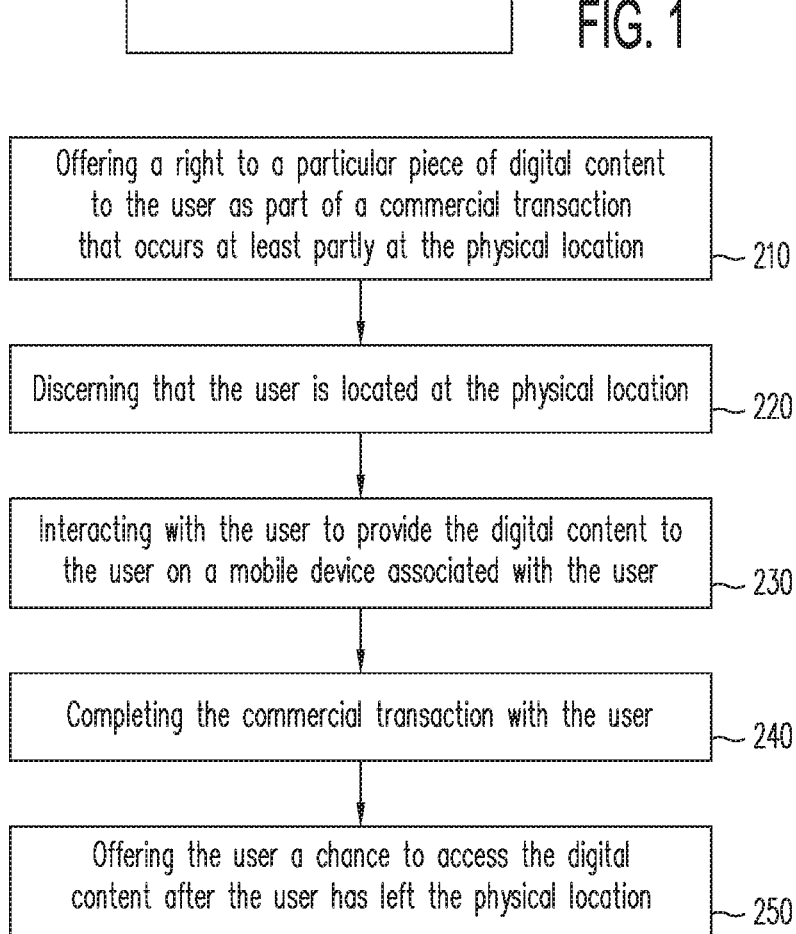 FIG. 1
Offering a right to a particular piece of digital content
to the user as part of a commercial transaction
that occurs at least partly at the physical location
210
Discerning that the user is located at the physical location
220
Interacting with the user to provide the digital content to
the user on a mobile device associated with the user
230
Completing the commercial transaction with the user
240
Offering the user a chance to access the digital
content after the user has left the physical location
250